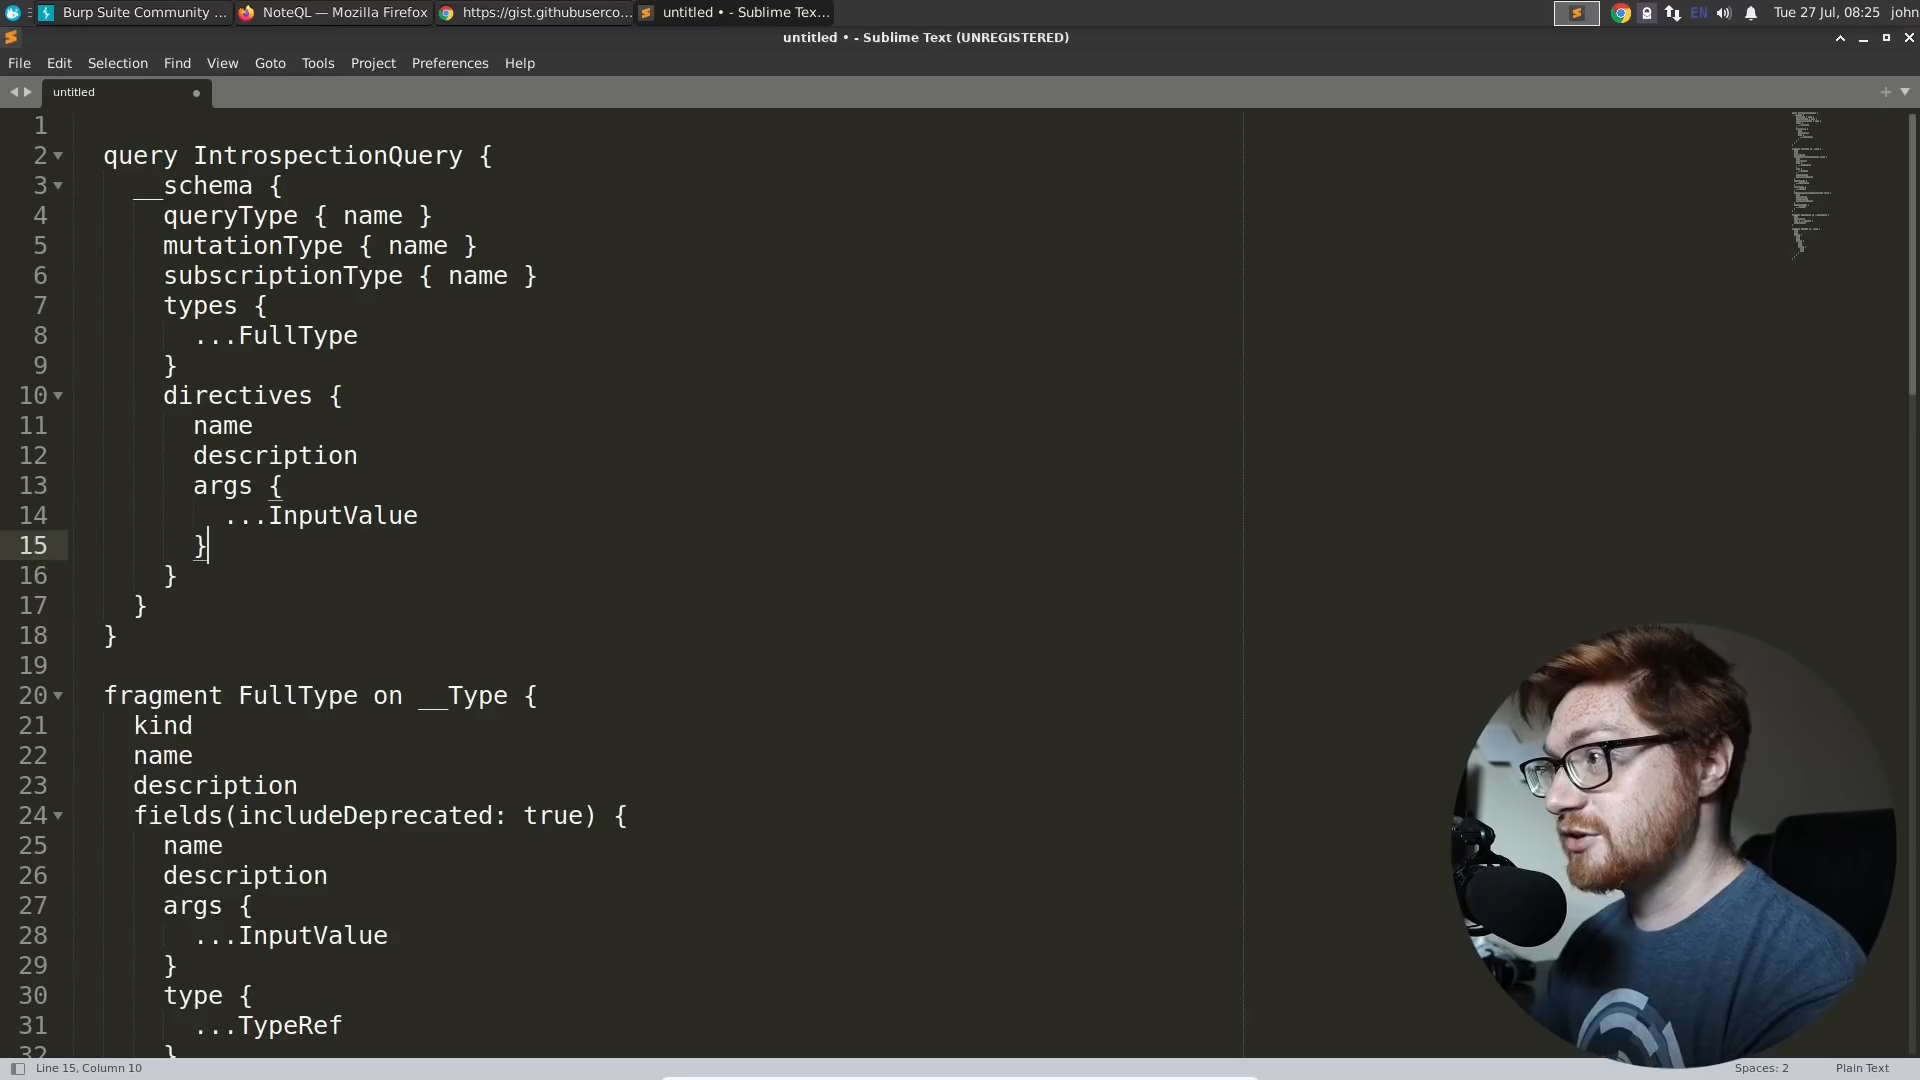 Burp Suite Community ...
NoteQL — Mozilla Firefox
https://gist.githubuserco...
untitled • - Sublime Tex...
EN
Tue 27 Jul, 08:25
john
untitled • - Sublime Text (UNREGISTERED)
File Edit Selection Find View Goto Tools Project Preferences Help
untitled
1
2 query IntrospectionQuery {
3 __schema {
4 queryType { name }
5 mutationType { name }
6 subscriptionType { name }
7 types {
8 ...FullType
9 }
10 directives {
11 name
12 description
13 args {
14 ...InputValue
15 }
16 }
17 }
18 }
19
20 fragment FullType on __Type {
21 kind
22 name
23 description
24 fields(includeDeprecated: true) {
25 name
26 description
27 args {
28 ...InputValue
29 }
30 type {
31 ...TypeRef
32 }
Line 15, Column 10
Spaces: 2
Plain Text